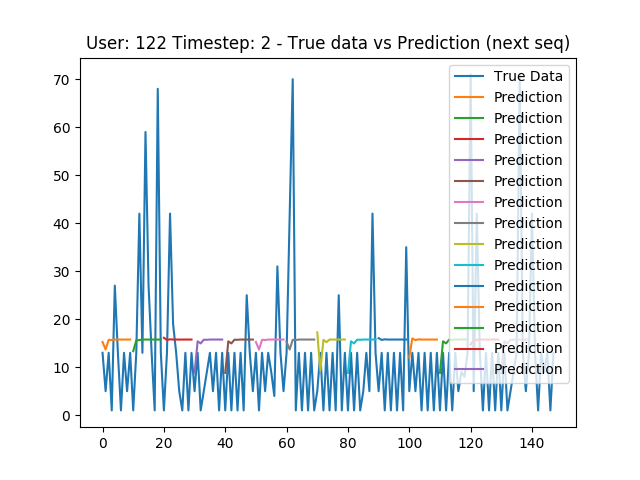 User: 122 Timestep: 2 - True data vs Prediction (next seq)
70
60
50
40
30
20
10
0
0 20 40 60 80 100 120 140
True Data
Prediction
Prediction
Prediction
Prediction
Prediction
Prediction
Prediction
Prediction
Prediction
Prediction
Prediction
Prediction
Prediction
Prediction